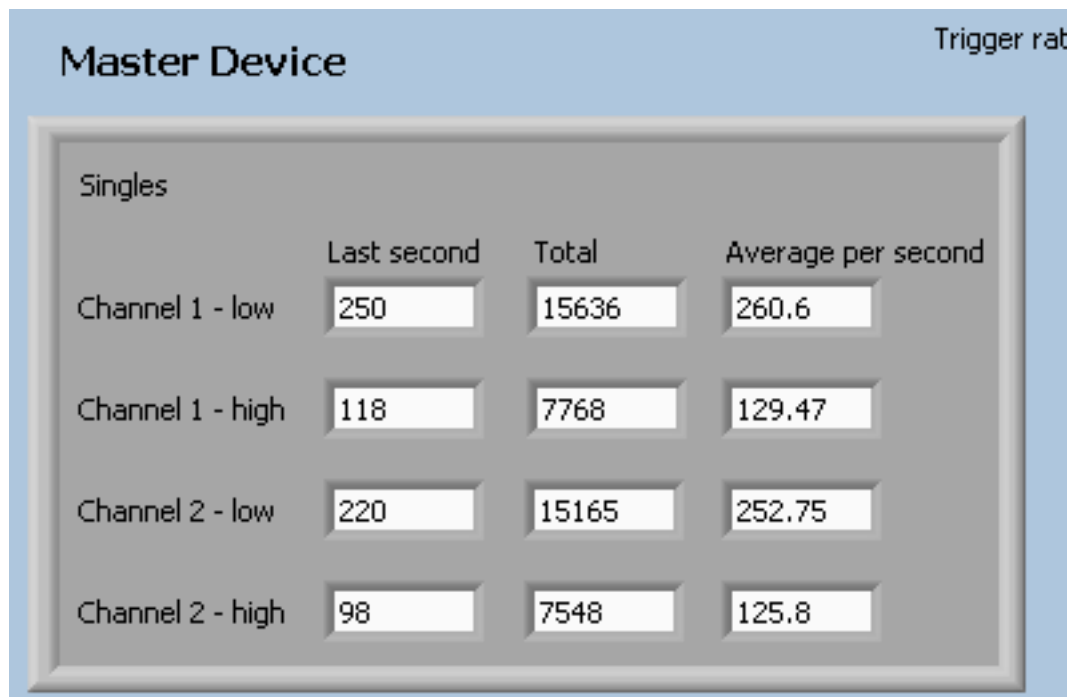 Trigger rat
Master Device
Singles
Last second Total Average per second
Channel 1 - low 250 15636 260.6
Channel 1 - high 118 7768 129.47
Channel 2 - low 220 15165 252.75
Channel 2 - high 98 7548 125.8